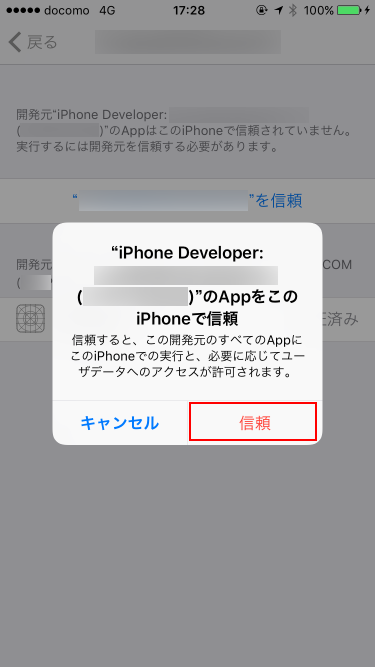 docomo 4G 17:28 100%
戻る
開発元“iPhone Developer:
()”のAppはこのiPhoneで信頼されていません。
実行するには開発元を信頼する必要があります。
“”を信頼
“iPhone Developer:
()”のAppをこの
iPhoneで信頼
信頼すると、この開発元のすべてのAppに
このiPhoneでの実行と、必要に応じてユー
ザデータへのアクセスが許可されます。
キャンセル 信頼
開発元
COM
(
済み